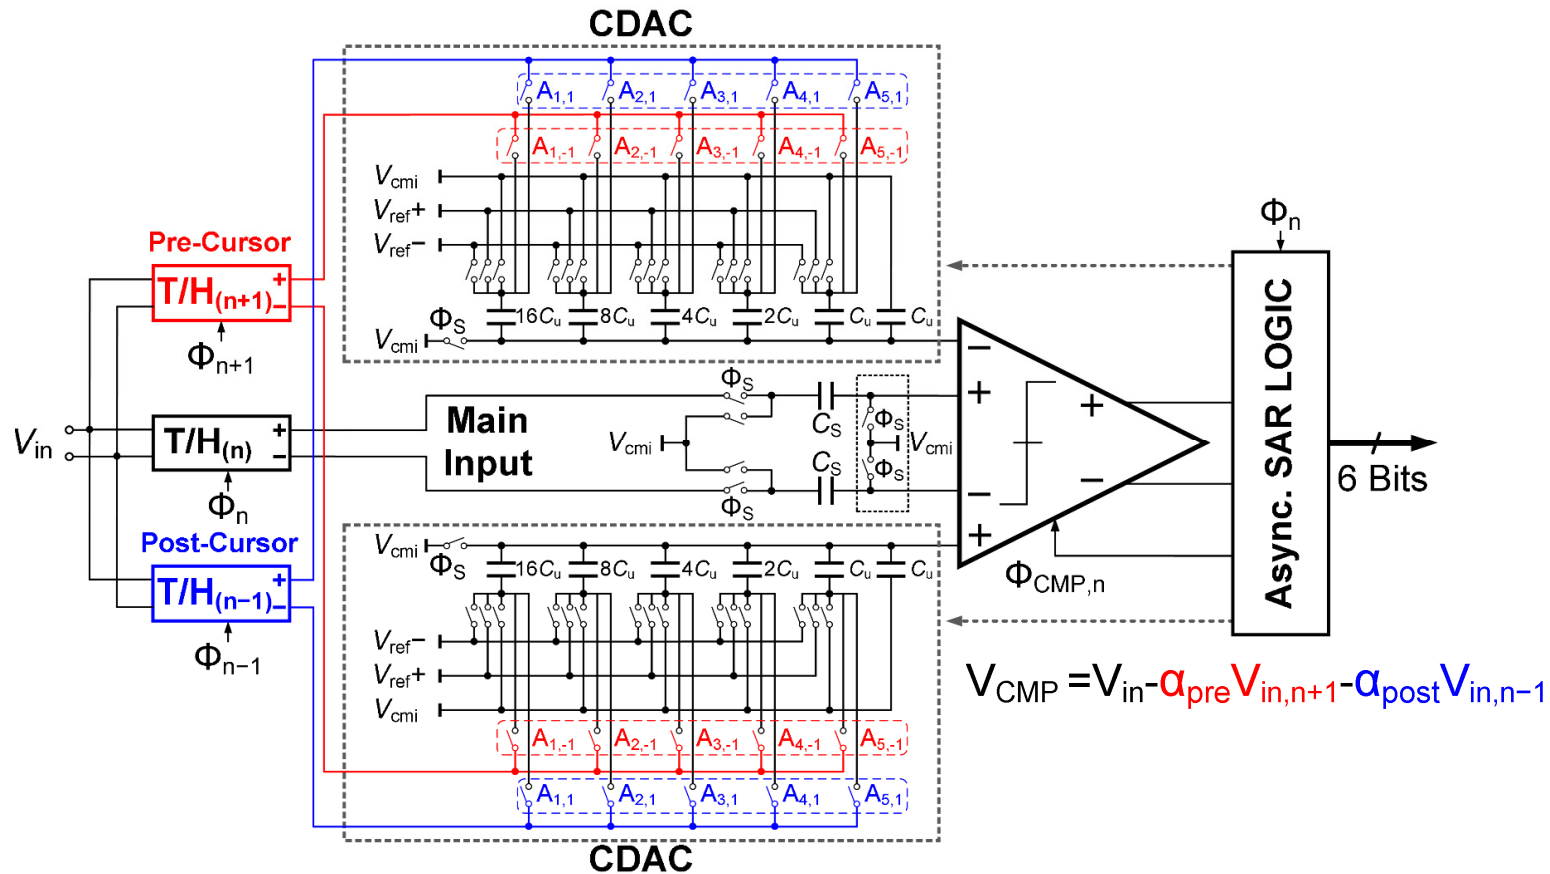 CDAC
A1,1 A2,1 A3,1 A4,1 A5,1
A1,-1 A2,-1 A3,-1 A4,-1 A5,-1
Vcmi
Vref+
Vref−
Φn
Pre-Cursor
T/H(n+1) + −
Φn+1
16Cu 8Cu 4Cu 2Cu Cu Cu
Vcmi ΦS
Vin
T/H(n) + −
Φn
Main Input
ΦS
CS
ΦS
Vcmi
Vcmi
CS
ΦS
ΦS
− + − +
+ −
Async. SAR LOGIC
6 Bits
ΦCMP,n
Post-Cursor
T/H(n−1) + −
Φn−1
Vcmi ΦS
16Cu 8Cu 4Cu 2Cu Cu Cu
Vref−
Vref+
Vcmi
A1,-1 A2,-1 A3,-1 A4,-1 A5,-1
A1,1 A2,1 A3,1 A4,1 A5,1
CDAC
VCMP =Vin-αpreVin,n+1-αpostVin,n−1